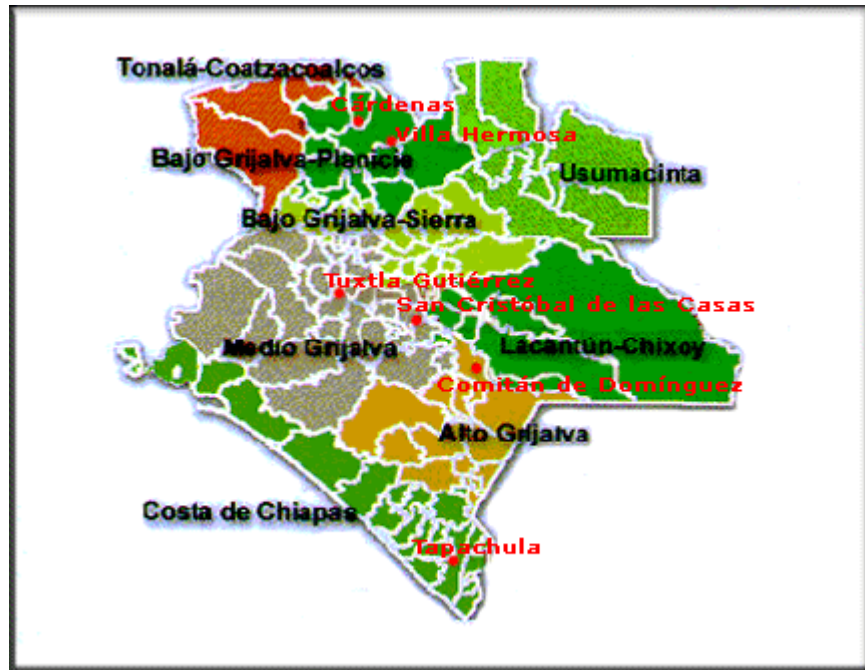 Tonalá-Coatzacoalcos
Cárdenas
Villa Hermosa
Bajo Grijalva-Planicie
Usumacinta
Bajo Grijalva-Sierra
Tuxtla Gutiérrez
San Cristóbal de las Casas
Medio Grijalva
Lacantún-Chixoy
Comitán de Domínguez
Alto Grijalva
Costa de Chiapas
Tapachula